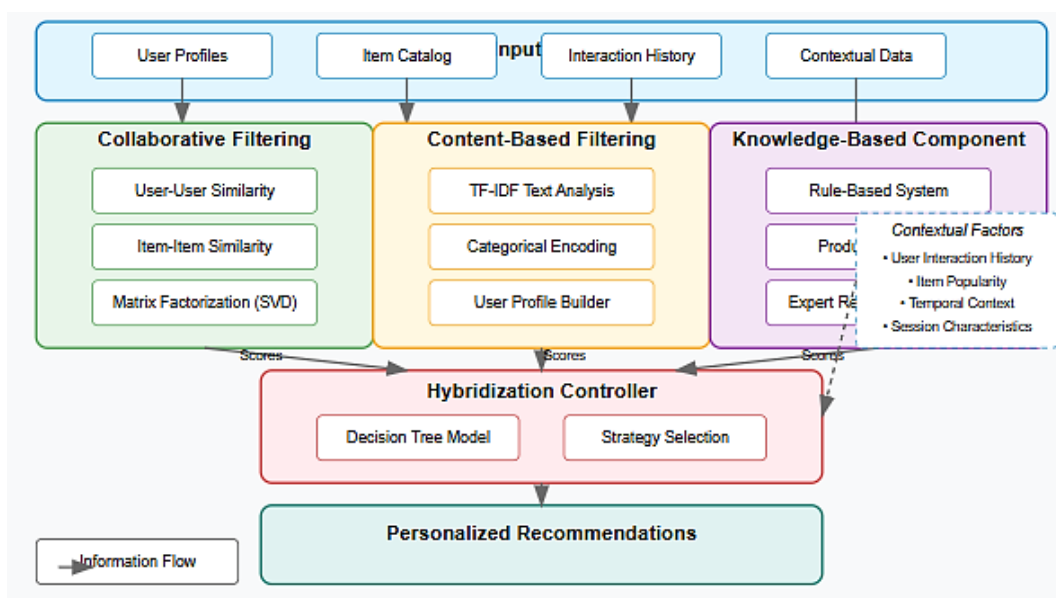 User Profiles
Item Catalog
nput
Interaction History
Contextual Data
Collaborative Filtering
Content-Based Filtering
Knowledge-Based Component
User-User Similarity
TF-IDF Text Analysis
Rule-Based System
Item-Item Similarity
Categorical Encoding
Matrix Factorization (SVD)
User Profile Builder
Expert
Contextual Factors
• User Interaction History
• Item Popularity
• Temporal Context
• Session Characteristics
Scores
Scores
Scores
Hybridization Controller
Decision Tree Model
Strategy Selection
Personalized Recommendations
Information Flow